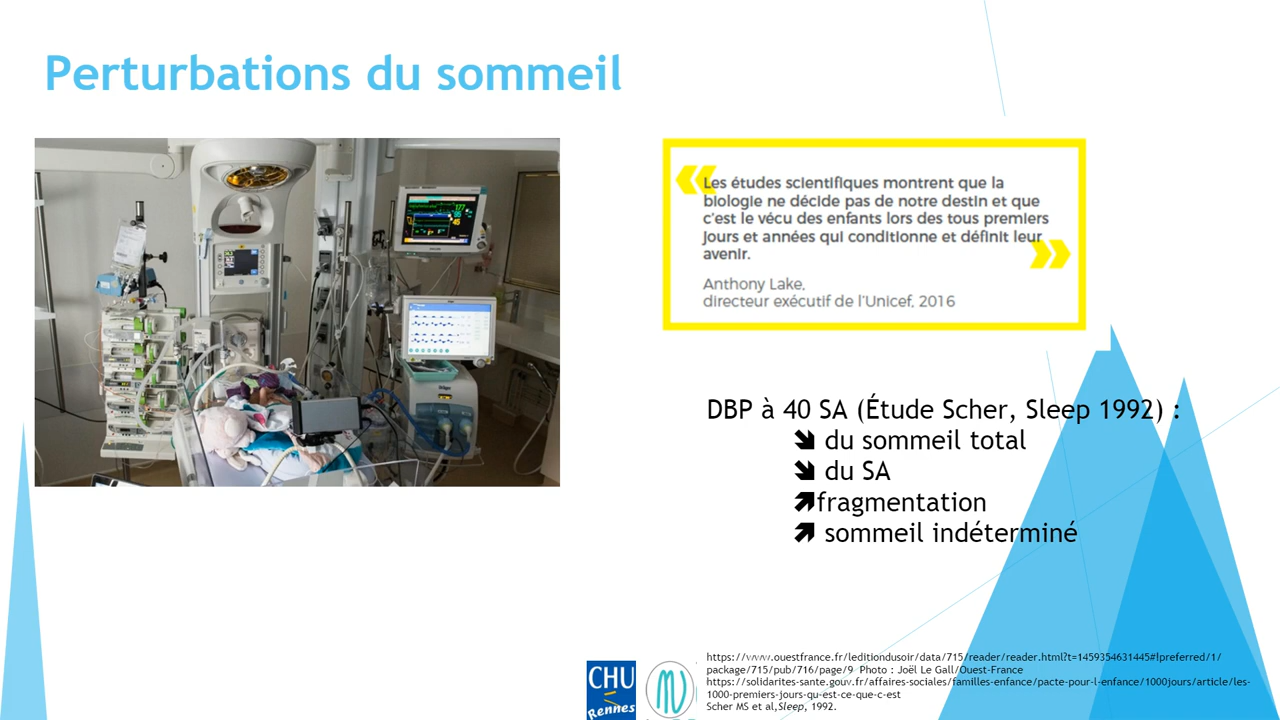 Perturbations du sommeil
Les études scientifiques montrent que la
biologie ne décide pas de notre destin et que
c'est le vécu des enfants lors des tous premiers
jours et années qui conditionne et définit leur
avenir.
Anthony Lake,
directeur exécutif de l'Unicef, 2016
DBP à 40 SA (Étude Scher, Sleep 1992) :
du sommeil total
du SA
fragmentation
sommeil indéterminé
CHU
Rennes
https://www.ouestfrance.fr/leditiondusoir/data/715/reader/reader.html?t=1459354631445#!preferred/1/
package/715/pub/716/page/9 Photo : Joël Le Gall/Ouest-France
https://solidarites-sante.gouv.fr/affaires-sociales/familles-enfance/pacte-pour-l-enfance/1000jours/article/les-
1000-premiers-jours-qu-est-ce-que-c-est
Scher MS et al,Sleep, 1992.